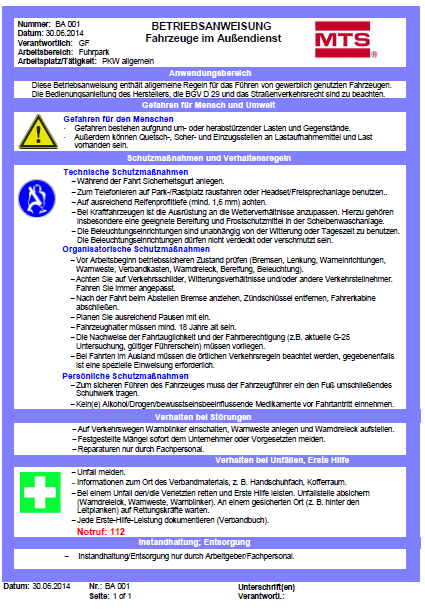 Nummer: BA 001
Datum: 30.06.2014
Verantwortlich: GF
Arbeitsbereich: Fuhrpark
Arbeitsplatz/Tätigkeit: PKW allgemein
BETRIEBSANWEISUNG
Fahrzeuge im Außendienst
MTS
®
Anwendungsbereich
Diese Betriebsanweisung enthält allgemeine Regeln für das Führen von gewerblich genutzten Fahrzeugen.
Die Bedienungsanleitung des Herstellers, die BGV D 29 und das Straßenverkehrsrecht sind zu beachten.
Gefahren für Mensch und Umwelt
Gefahren für den Menschen
· Gefahren bestehen aufgrund um- oder herabstürzender Lasten und Gegenstände.
· Außerdem können Quetsch-, Scher- und Einzugsstellen an Lastaufnahmemittel und Last
vorhanden sein.
Schutzmaßnahmen und Verhaltensregeln
Technische Schutzmaßnahmen
– Während der Fahrt Sicherheitsgurt anlegen.
– Zum Telefonieren auf Park-/Rastplatz rausfahren oder Headset/Freisprechanlage benutzen..
– Auf ausreichend Reifenprofiltiefe (mind. 1,6 mm) achten.
– Bei Kraftfahrzeugen ist die Ausrüstung an die Wetterverhältnisse anzupassen. Hierzu gehören
insbesondere eine geeignete Bereifung und Frostschutzmittel in der Scheibenwaschanlage.
– Die Beleuchtungseinrichtungen sind unabhängig von der Witterung oder Tageszeit zu benutzen.
Die Beleuchtungseinrichtungen dürfen nicht verdeckt oder verschmutzt sein.
Organisatorische Schutzmaßnahmen
– Vor Arbeitsbeginn betriebssicheren Zustand prüfen (Bremsen, Lenkung, Warneinrichtungen,
Warnweste, Verbandkasten, Warndreieck, Bereifung, Beleuchtung).
– Achten Sie auf Verkehrsschilder, Witterungsverhältnisse und/oder andere Verkehrsteilnehmer.
Fahren Sie immer angepasst.
– Nach der Fahrt beim Abstellen Bremse anziehen, Zündschlüssel entfernen, Fahrerkabine
abschließen.
– Planen Sie ausreichend Pausen mit ein.
– Fahrzeughalter müssen mind. 18 Jahre alt sein.
– Die Nachweise der Fahrtauglichkeit und der Fahrberechtigung (z.B. aktuelle G-25
Untersuchung, gültiger Führerschein) müssen vorliegen.
– Bei Fahrten im Ausland müssen die örtlichen Verkehrsregeln beachtet werden, gegebenenfalls
ist eine spezielle Einweisung erforderlich.
Persönliche Schutzmaßnahmen
– Zum sicheren Führen des Fahrzeuges muss der Fahrzeugführer ein den Fuß umschließendes
Schuhwerk tragen.
– Kein(e) Alkohol/Drogen/bewusstseinsbeeinflussende Medikamente vor Fahrtantritt einnehmen.
Verhalten bei Störungen
– Auf Verkehrswegen Warnblinker einschalten, Warnweste anlegen und Warndreieck aufstellen.
– Festgestellte Mängel sofort dem Unternehmer oder Vorgesetzten melden.
– Reparaturen nur durch Fachpersonal.
Verhalten bei Unfällen, Erste Hilfe
– Unfall melden.
– Informationen zum Ort des Verbandmaterials, z. B. Handschuhfach, Kofferraum.
– Bei einem Unfall den/die Verletzten retten und Erste Hilfe leisten. Unfallstelle absichern
(Warndreieck, Warnweste, Warnblinker). An einem gesicherten Ort (z. B. hinter den
Leitplanken) auf Rettungskräfte warten.
– Jede Erste-Hilfe-Leistung dokumentieren (Verbandbuch).
Notruf: 112
Instandhaltung; Entsorgung
– Instandhaltung/Entsorgung nur durch Arbeitgeber/Fachpersonal.
Datum: 30.06.2014 Nr.: BA 001 Unterschrift(en)
Seite: 1 of 1 Verantwortl.: